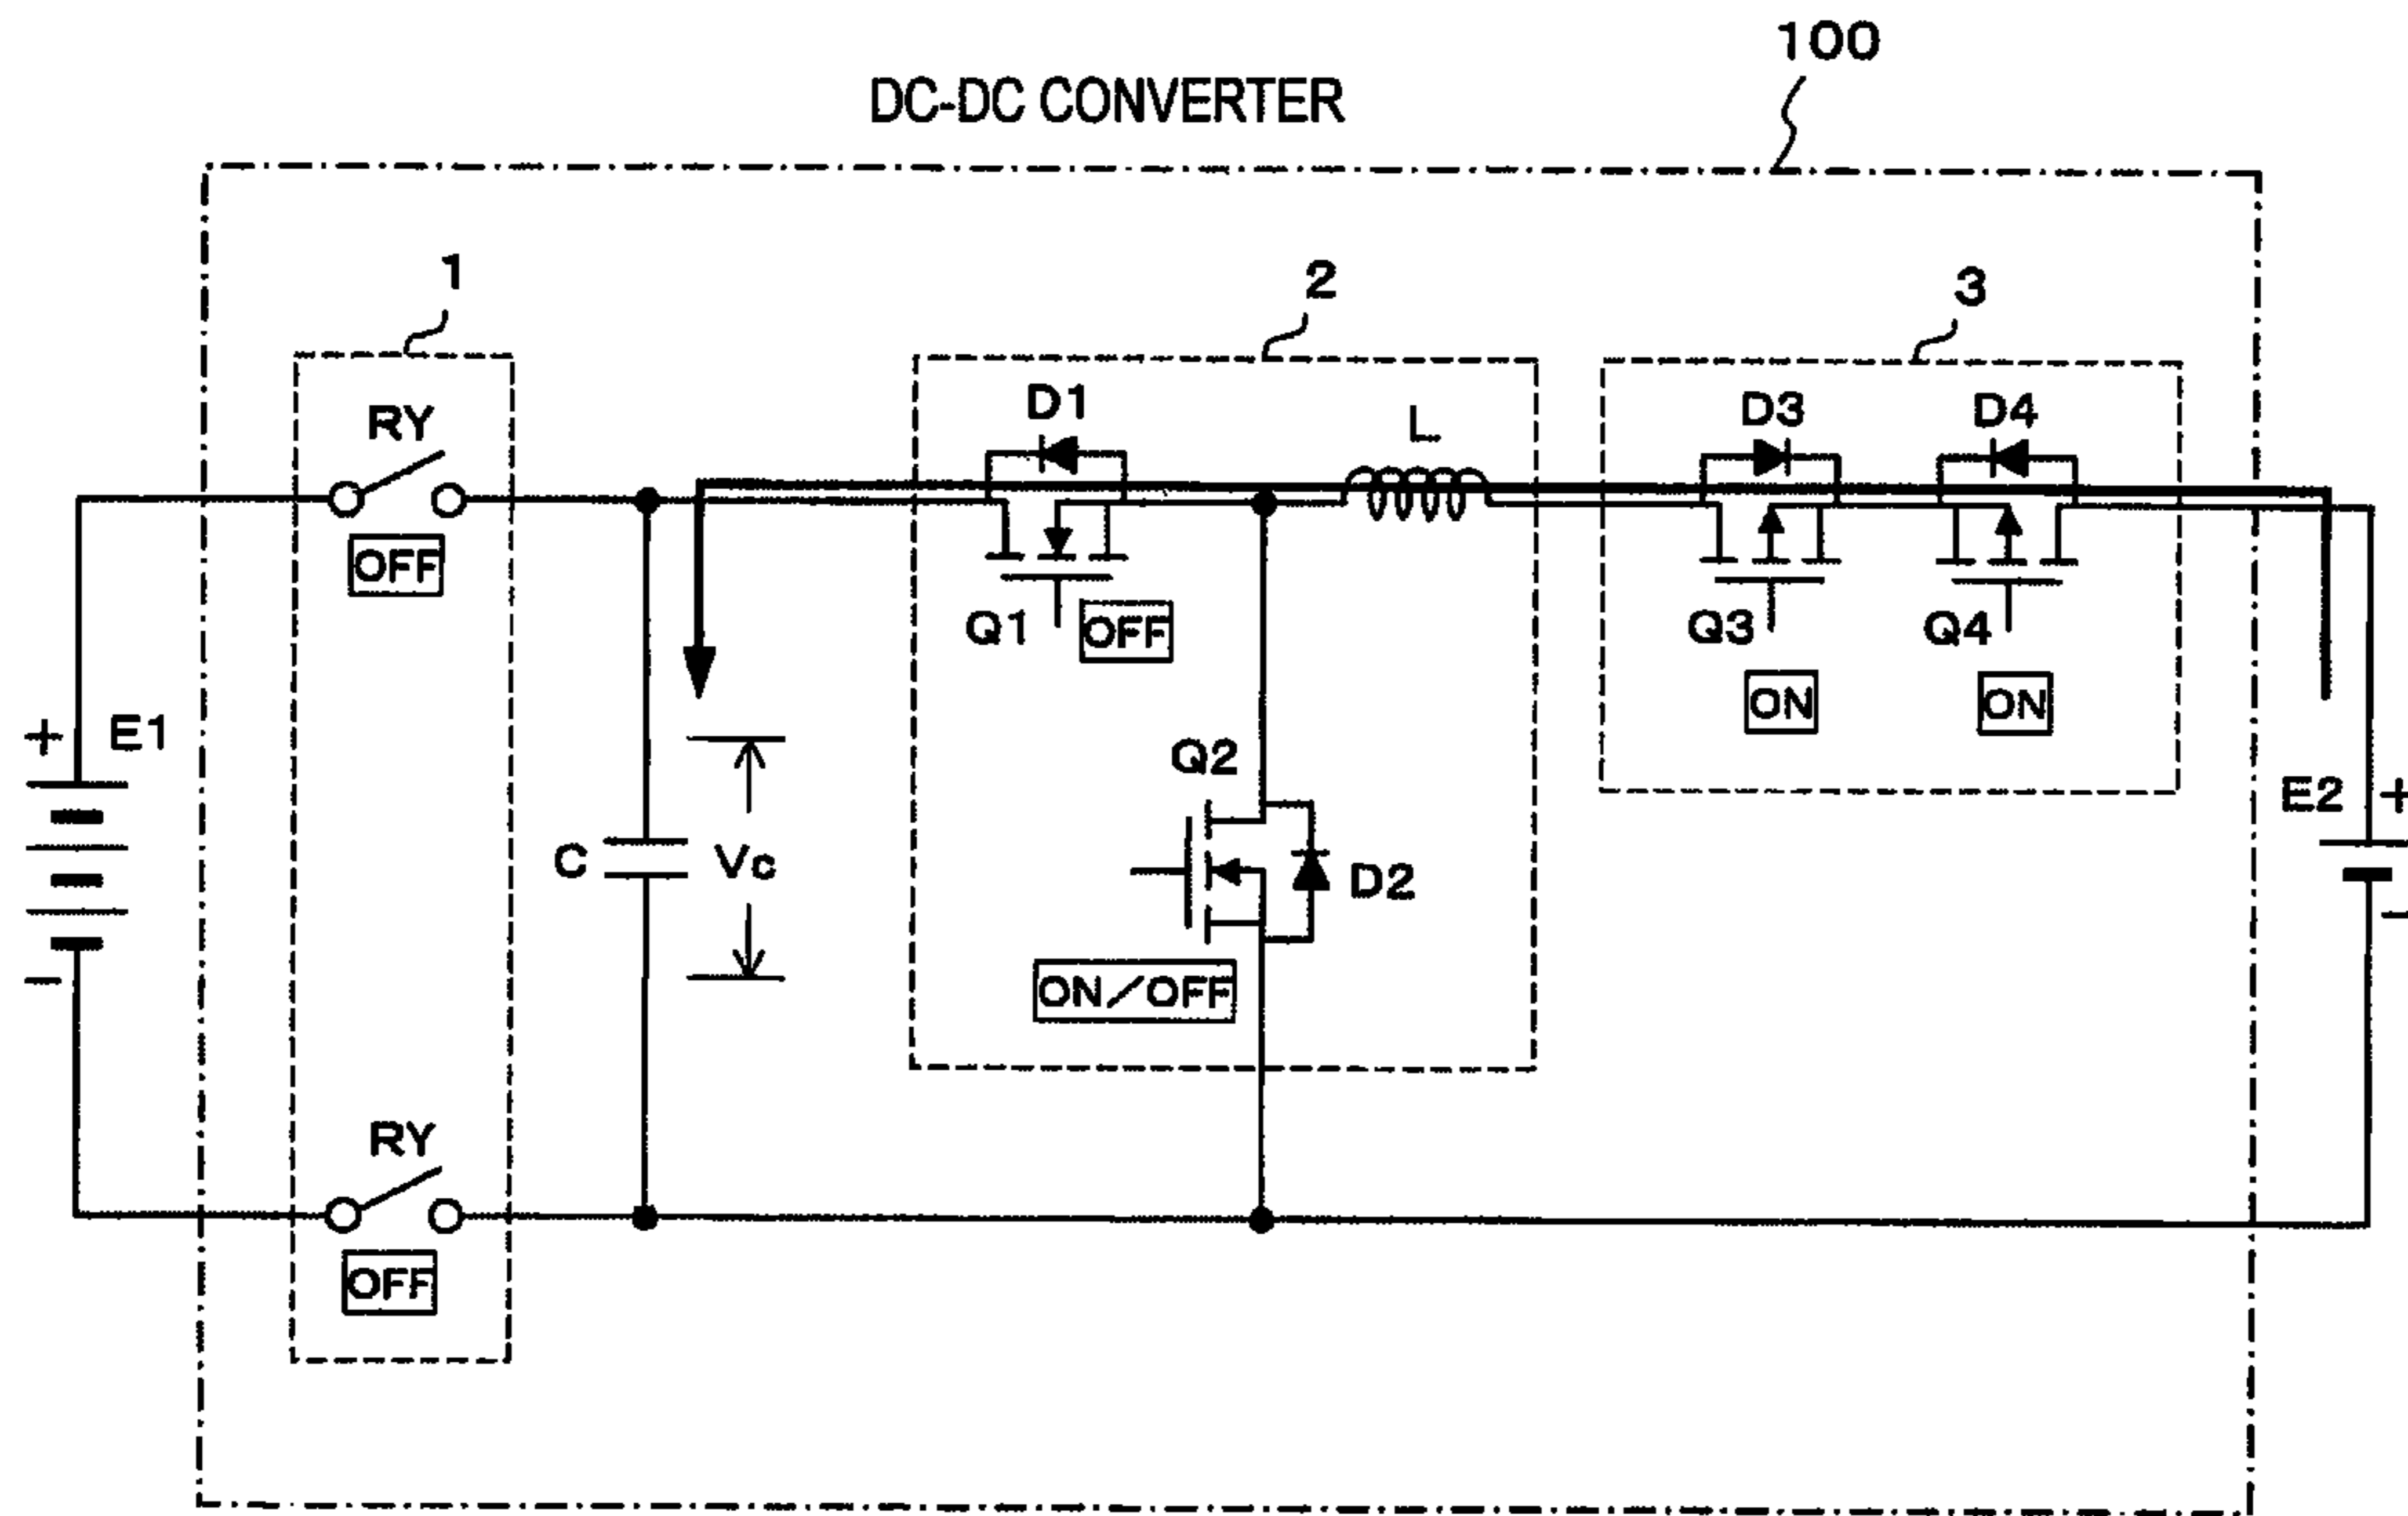 100
DC-DC CONVERTER
1
2
3
RY
D1
L
D3
D4
OFF
Q1
OFF
Q3
Q4
ON
ON
+
E1
Q2
E2
+
C
Vc
D2
−
ON/OFF
−
RY
OFF